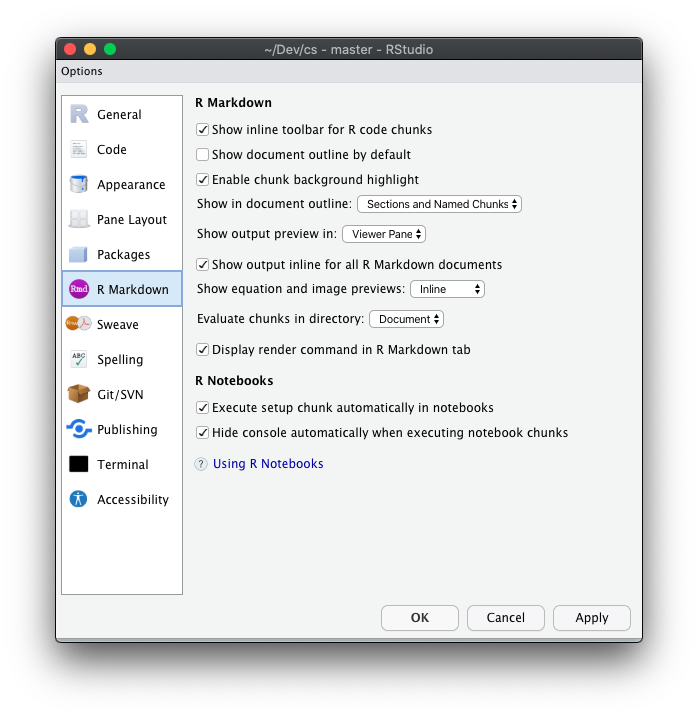 ~/Dev/cs - master - RStudio
Options
R General
Code
Appearance
Pane Layout
Packages
Rmd R Markdown
Sweave
ABC Spelling
Git/SVN
Publishing
Terminal
Accessibility
R Markdown
Show inline toolbar for R code chunks
Show document outline by default
Enable chunk background highlight
Show in document outline: Sections and Named Chunks
Show output preview in: Viewer Pane
Show output inline for all R Markdown documents
Show equation and image previews: Inline
Evaluate chunks in directory: Document
Display render command in R Markdown tab
R Notebooks
Execute setup chunk automatically in notebooks
Hide console automatically when executing notebook chunks
? Using R Notebooks
OK Cancel Apply